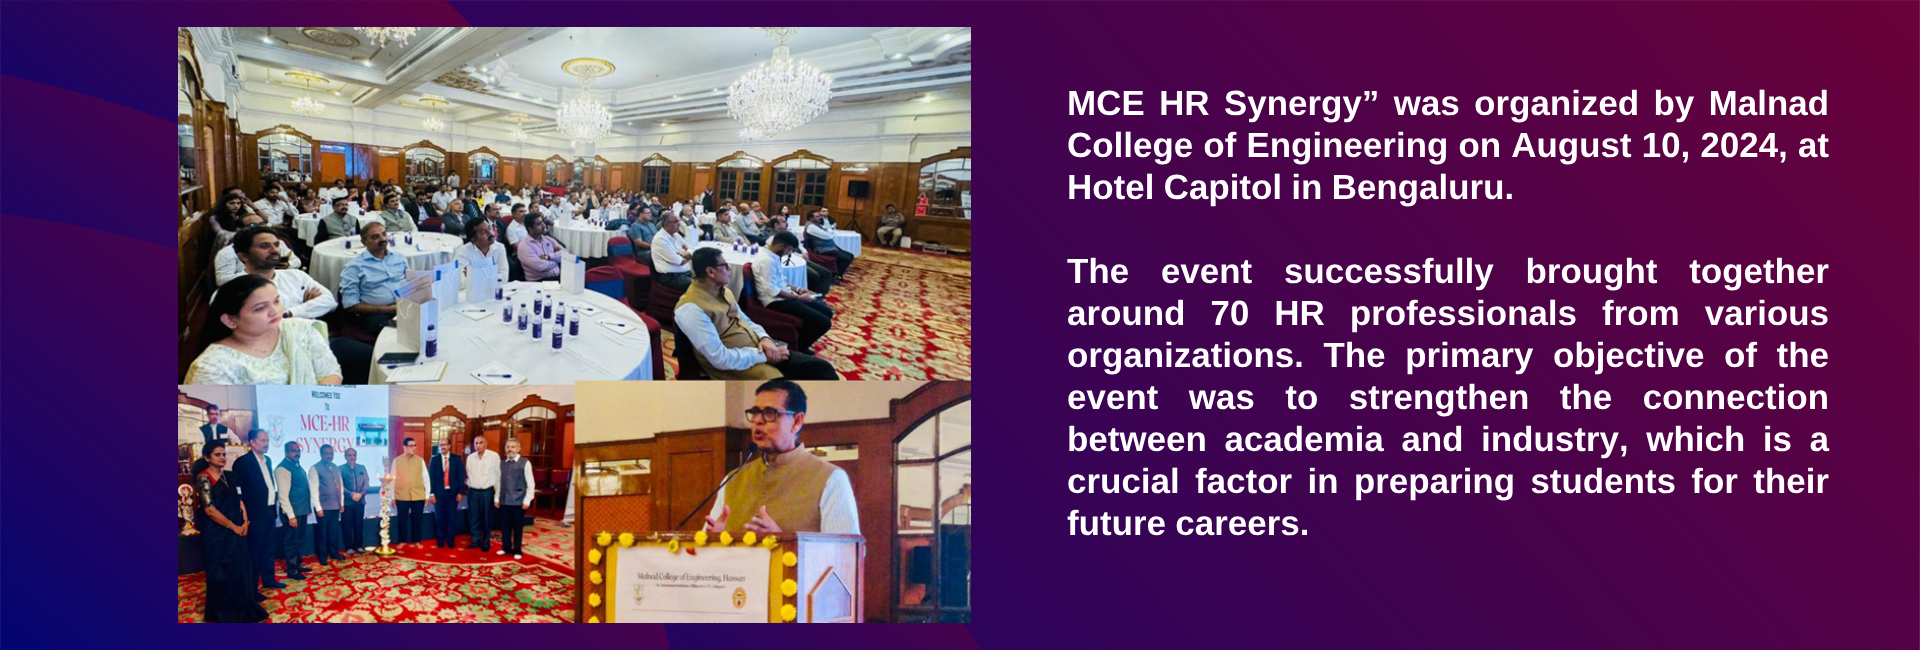 WELCOMES YOU
TO
MCE-HR
SYNERGY
Malnad College of Engineering, Hassan
MCE HR Synergy” was organized by Malnad
College of Engineering on August 10, 2024, at
Hotel Capitol in Bengaluru.
The event successfully brought together
around 70 HR professionals from various
organizations. The primary objective of the
event was to strengthen the connection
between academia and industry, which is a
crucial factor in preparing students for their
future careers.